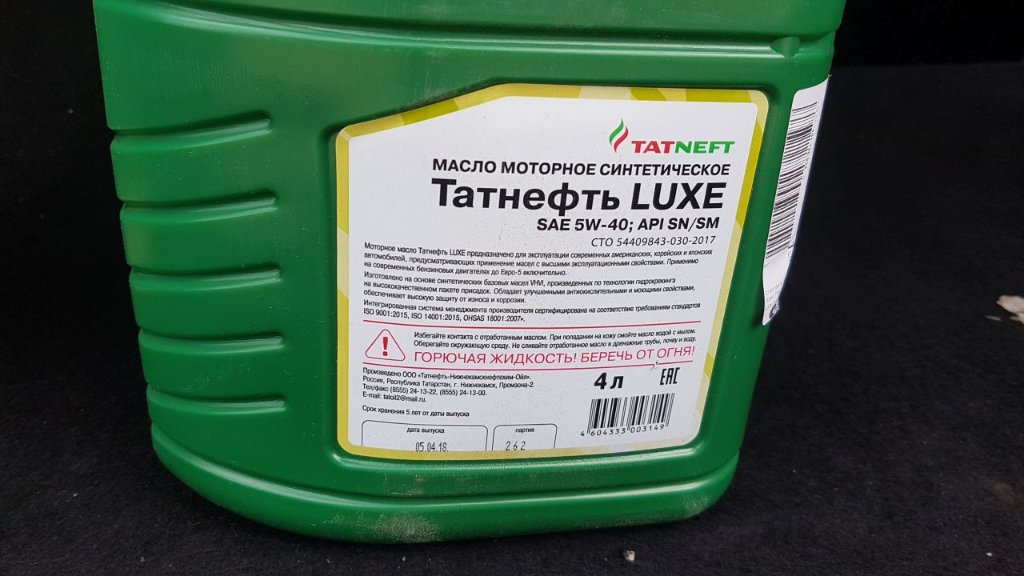 TATNEFT
МАСЛО МОТОРНОЕ СИНТЕТИЧЕСКОЕ
Татнефть LUXE
SAE 5W-40; API SN/SM
СТО 54409843-030-2017
Моторное масло Татнефть LUXE предназначено для эксплуатации современных американских, корейских и японских
автомобилей, предусматривающих применение масел с высшими эксплуатационными свойствами. Применимо
на современных бензиновых двигателях до Евро-5 включительно.
Изготовлено на основе синтетических базовых масел VHVI, произведенных по технологии гидрокрекинга
на высококачественном пакете присадок. Обладает улучшенными антиокислительными и моющими свойствами,
обеспечивает высокую защиту от износа и коррозии.
Интегрированная система менеджмента производителя сертифицирована на соответствие требованиям стандартов
ISO 9001:2015, ISO 14001:2015, OHSAS 18001:2007».
Избегайте контакта с отработанным маслом. При попадании на кожу смойте масло водой с мылом.
Оберегайте окружающую среду. Не сливайте отработанное масло в дренажные трубы, почву и воду.
ГОРЮЧАЯ ЖИДКОСТЬ! БЕРЕЧЬ ОТ ОГНЯ!
Произведено ООО «Татнефть-Нижнекамскнефтехим-Ойл».
Россия, Республика Татарстан, г. Нижнекамск, Промзона-2.
Тел/факс (8555) 24-13-22, (8555) 24-13-00.
E-mail: tatol2@mail.ru.
4 л
EAC
Срок хранения 5 лет от даты выпуска
4 604333 003149
дата выпуска
партия
05.04.18.
262